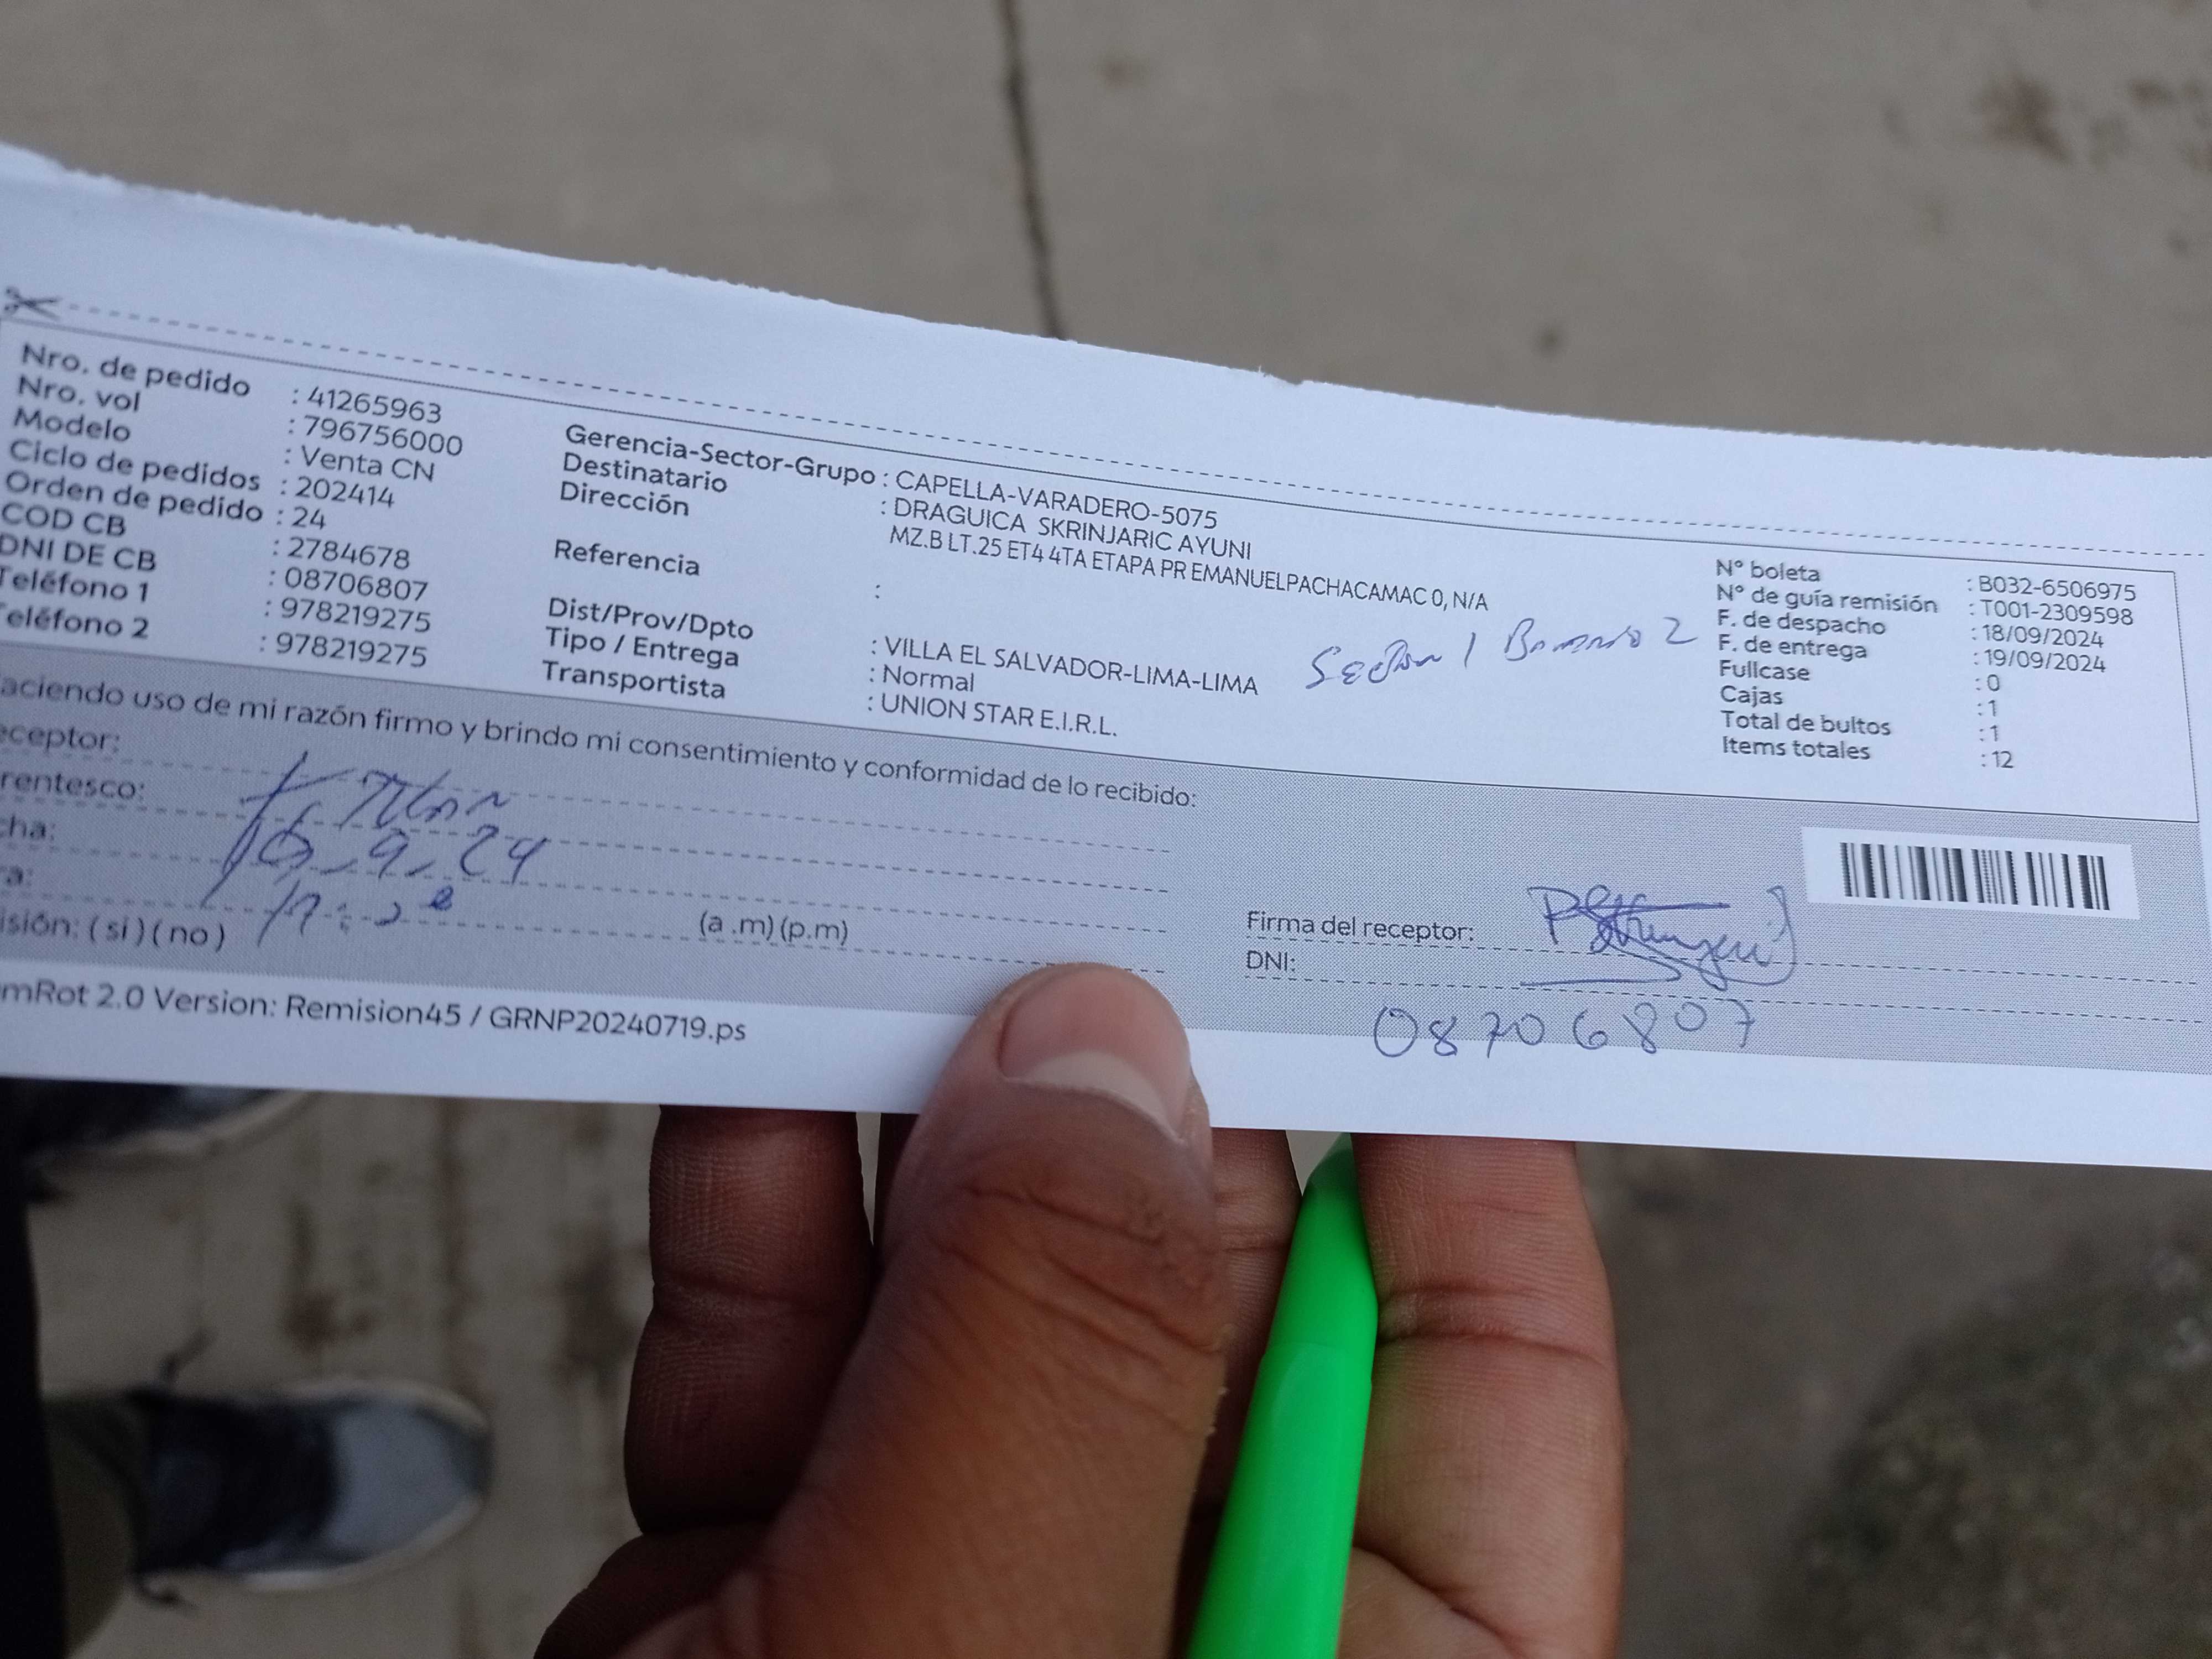 Nro. de pedido : 41265963
Nro. vol : 796756000
Modelo : Venta CN
Ciclo de pedidos : 202414
Orden de pedido : 24
COD CB : 2784678
DNI DE CB : 08706807
Teléfono 1 : 978219275
Teléfono 2 : 978219275
Gerencia-Sector-Grupo : CAPELLA-VARADERO-5075
Destinatario : DRAGUICA SKRINJARIC AYUNI
Dirección MZ.B LT.25 ET4 4TA ETAPA PR EMANUELPACHACAMAC 0, N/A
Referencia :
Dist/Prov/Dpto : VILLA EL SALVADOR-LIMA-LIMA
Tipo / Entrega : Normal
Transportista : UNION STAR E.I.R.L.
Sector 1 2
N° boleta : B032-6506975
N° de guía remisión : T001-2309598
F. de despacho : 18/09/2024
F. de entrega : 19/09/2024
Fullcase : 0
Cajas : 1
Total de bultos : 1
Items totales : 12
aciendo uso de mi razón firmo y brindo mi consentimiento y conformidad de lo recibido:
eceptor:
rentesco:
cha:
ra: (a .m) (p.m)
isión: ( si ) ( no )
Firma del receptor:
DNI: 08706807
mRot 2.0 Version: Remision45 / GRNP20240719.ps